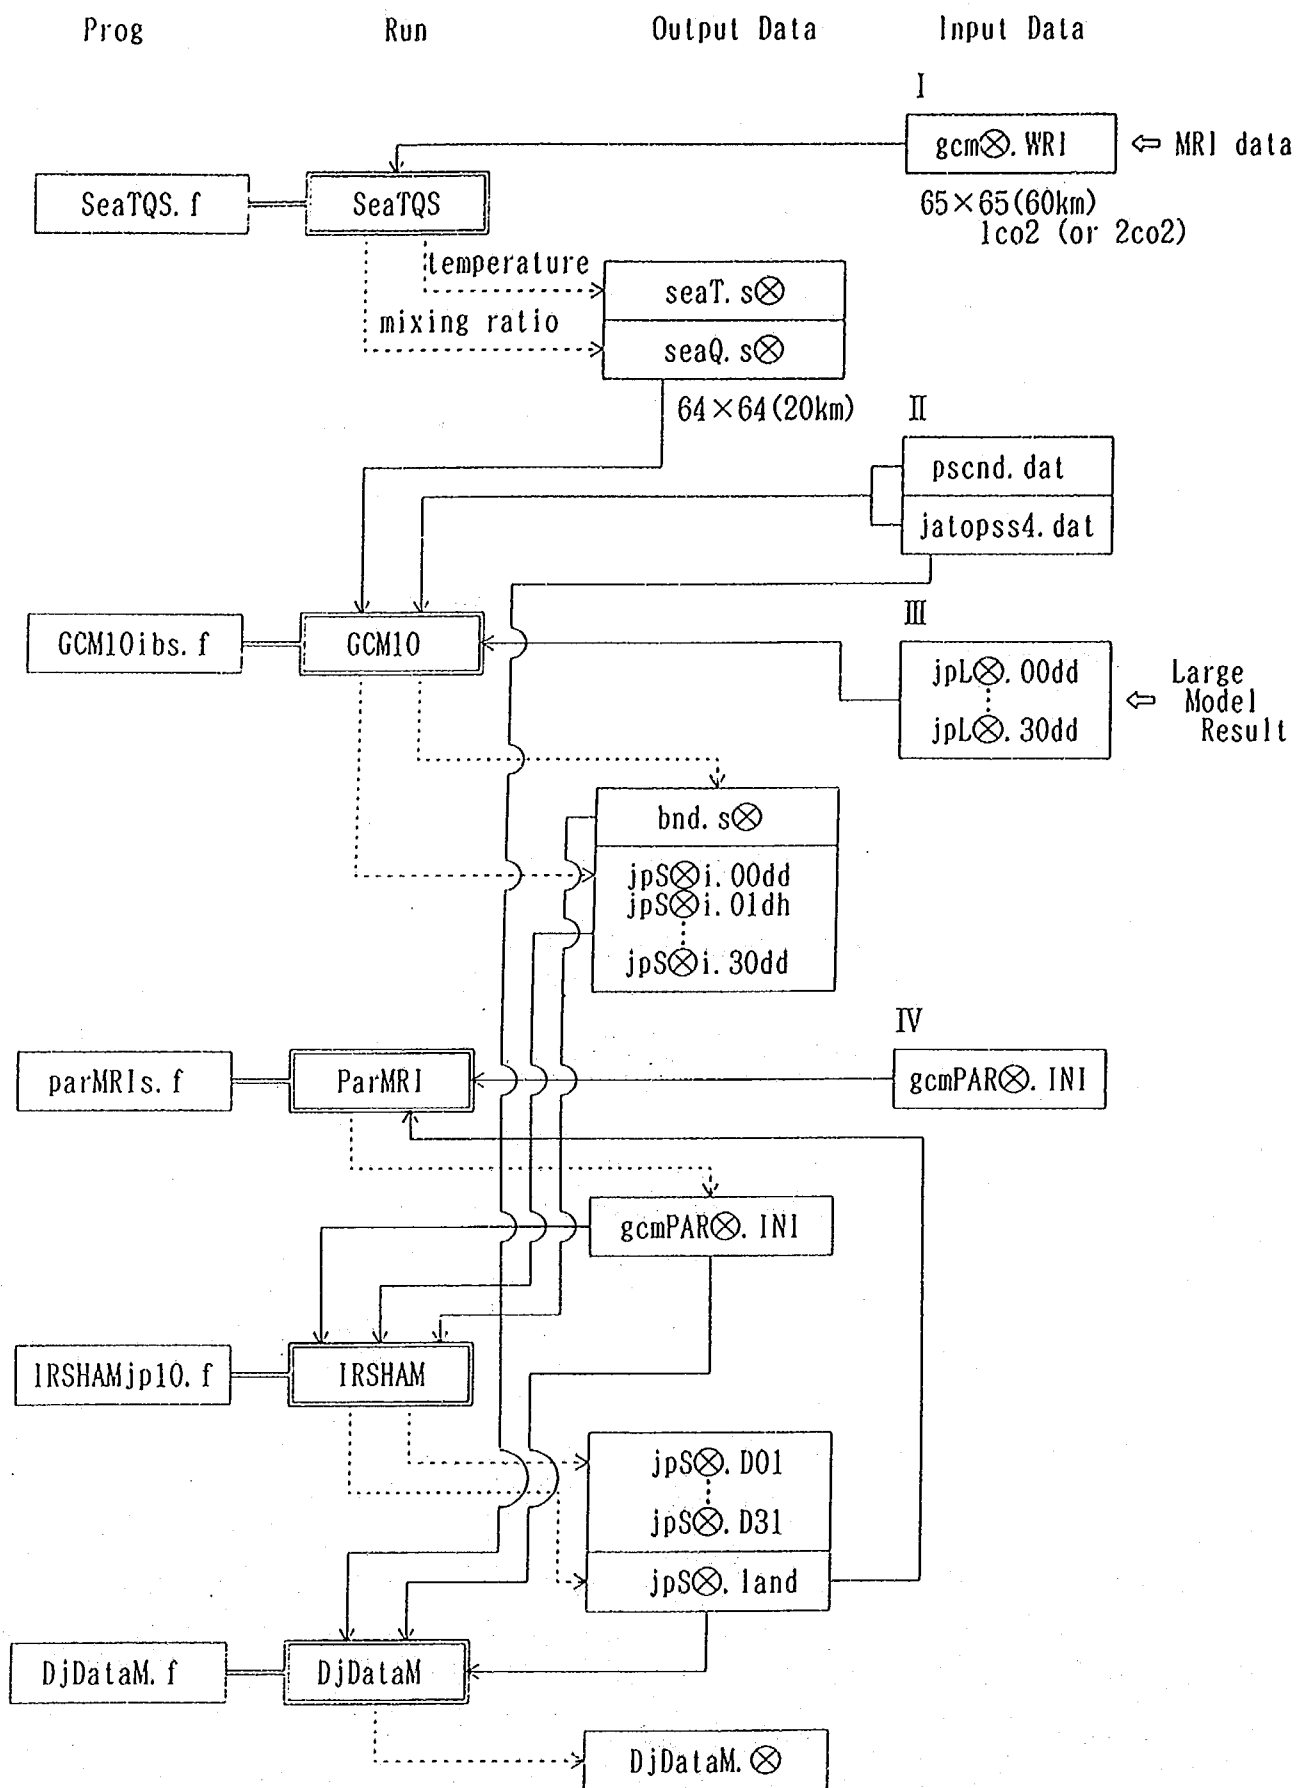 Prog Run Output Data Input Data
I
gcm⊗.WRI ⇦ MRI data
SeaTQS.f SeaTQS
65×65(60km)
1co2 (or 2co2)
temperature
seaT.s⊗
mixing ratio
seaQ.s⊗
64×64(20km)
II
pscnd.dat
jatopss4.dat
III
GCM10ibs.f GCM10
jpL⊗.00dd
jpL⊗.30dd
⇦ Large
Model
Result
bnd.s⊗
jpS⊗i.00dd
jpS⊗i.01dh
jpS⊗i.30dd
IV
parMRIs.f ParMRI gcmPAR⊗.INI
gcmPAR⊗.INI
IRSHAMjp10.f IRSHAM
jpS⊗.D01
jpS⊗.D31
jpS⊗.land
DjDataM.f DjDataM
DjDataM.⊗